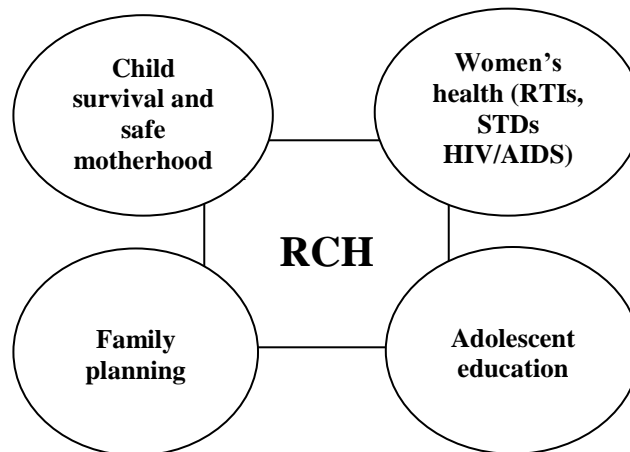 Child
survival and
safe
motherhood
Women’s
health (RTIs,
STDs
HIV/AIDS)
RCH
Family
planning
Adolescent
education